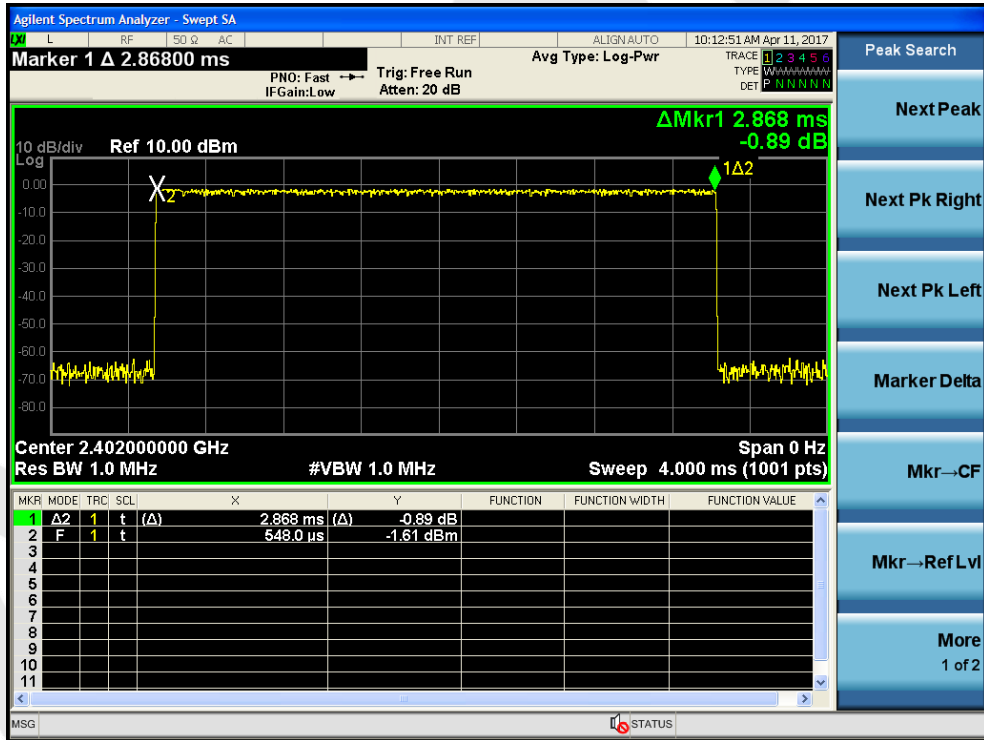 Agilent Spectrum Analyzer - Swept SA
LXI L RF 50 Ω AC INT REF ALIGN AUTO 10:12:51 AM Apr 11, 2017
Marker 1 Δ 2.86800 ms
PNO: Fast
IFGain:Low
Trig: Free Run
Atten: 20 dB
Avg Type: Log-Pwr
TRACE 1 2 3 4 5 6
TYPE W
DET P N N N N N
Peak Search
Next Peak
Next Pk Right
Next Pk Left
Marker Delta
Mkr→CF
Mkr→Ref Lvl
More
1 of 2
ΔMkr1 2.868 ms
-0.89 dB
10 dB/div Ref 10.00 dBm
Log
1Δ2
X2
0.00
-10.0
-20.0
-30.0
-40.0
-50.0
-60.0
-70.0
-80.0
Center 2.402000000 GHz Span 0 Hz
Res BW 1.0 MHz #VBW 1.0 MHz Sweep 4.000 ms (1001 pts)
MKR MODE TRC SCL X Y FUNCTION FUNCTION WIDTH FUNCTION VALUE
1 Δ2 1 t (Δ) 2.868 ms (Δ) -0.89 dB
2 F 1 t 548.0 µs -1.61 dBm
3
4
5
6
7
8
9
10
11
MSG STATUS